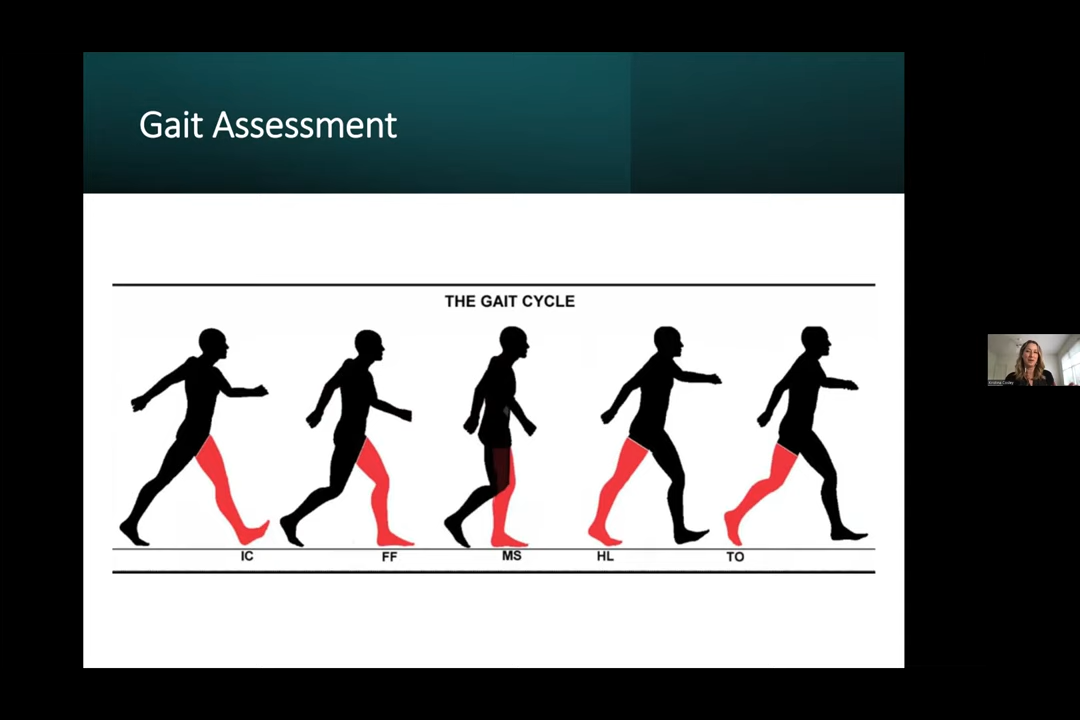 Gait Assessment
THE GAIT CYCLE
IC FF MS HL TO